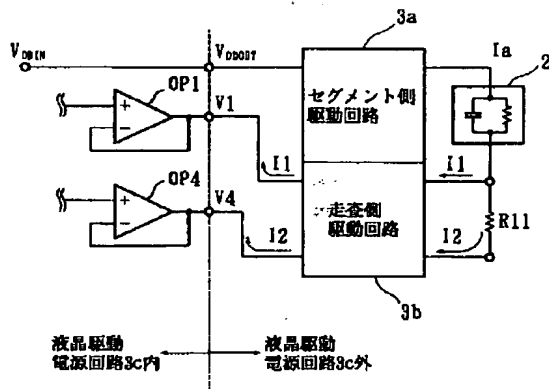 3a
VDDIN
VDDOUT
Ia
2
OP1
V1
セグメント側
駆動回路
I1
I1
OP4
V4
走査側
駆動回路
R11
I2
I2
3b
液晶駆動
電源回路3c内
液晶駆動
電源回路3c外